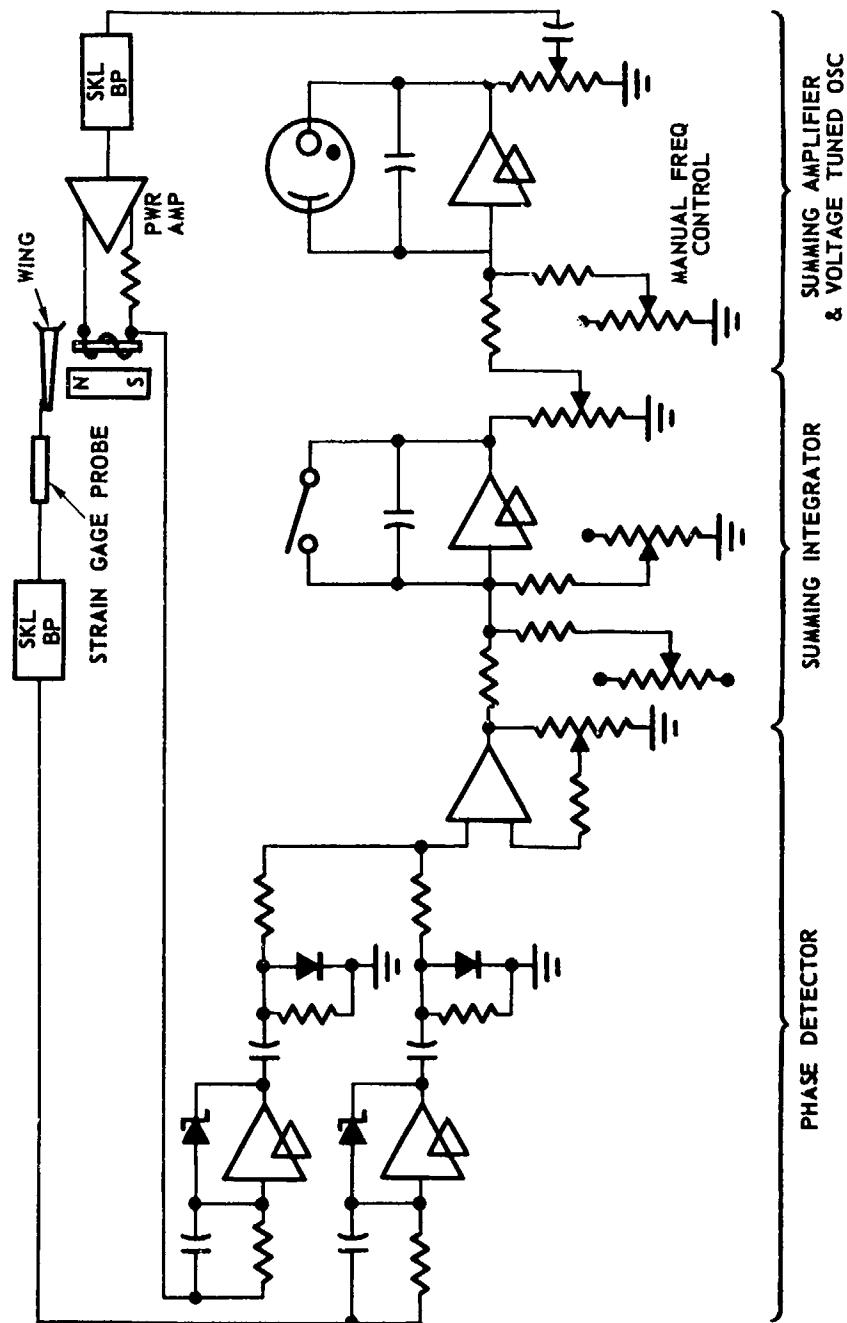 SKL
BP
PWR
AMP
WING
N
S
STRAIN GAGE PROBE
SKL
BP
MANUAL FREQ
CONTROL
PHASE DETECTOR
SUMMING INTEGRATOR
SUMMING AMPLIFIER
& VOLTAGE TUNED OSC